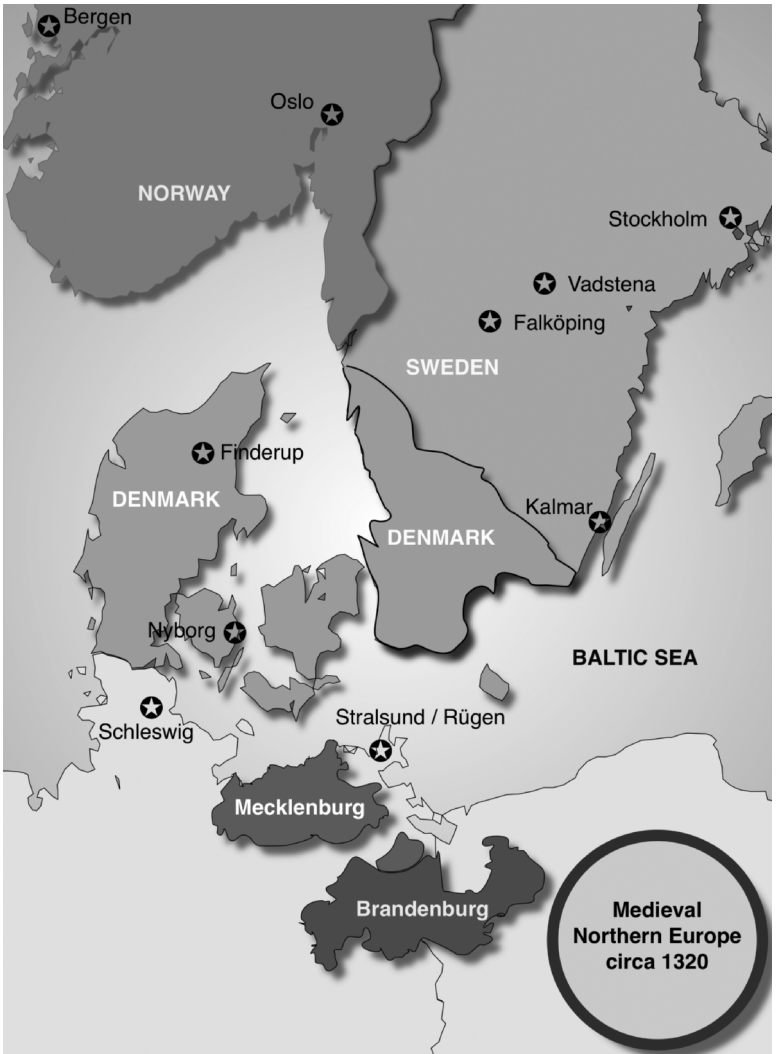 Bergen
Oslo
NORWAY
Stockholm
Vadstena
Falköping
SWEDEN
Finderup
DENMARK
Kalmar
DENMARK
Nyborg
BALTIC SEA
Schleswig
Stralsund / Rügen
Mecklenburg
Brandenburg
Medieval
Northern Europe
circa 1320